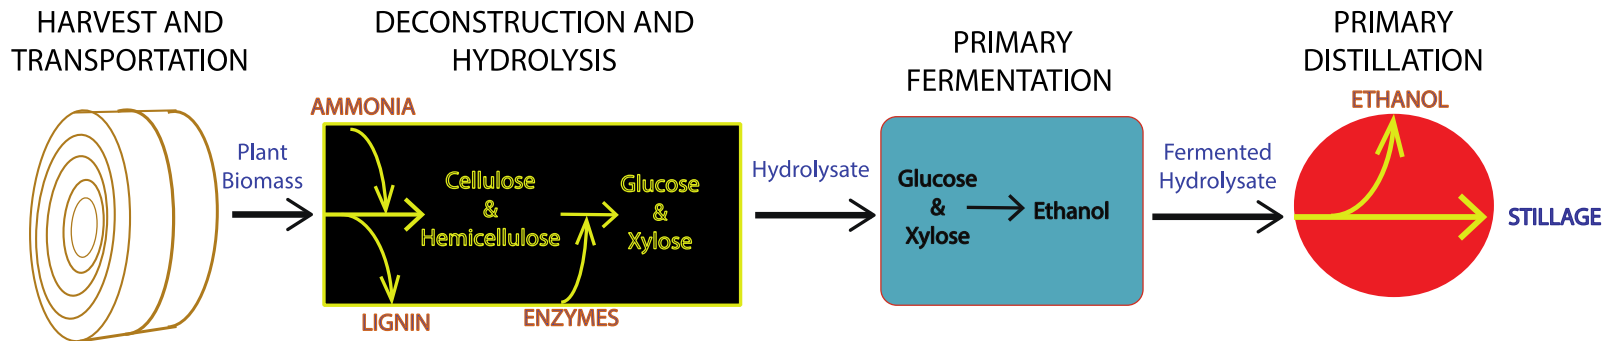 HARVEST AND
TRANSPORTATION
DECONSTRUCTION AND
HYDROLYSIS
PRIMARY
FERMENTATION
PRIMARY
DISTILLATION
Plant
Biomass
AMMONIA
Cellulose
&
Hemicellulose
Glucose
&
Xylose
LIGNIN
ENZYMES
Hydrolysate
Glucose
&
Xylose
Ethanol
Fermented
Hydrolysate
ETHANOL
STILLAGE